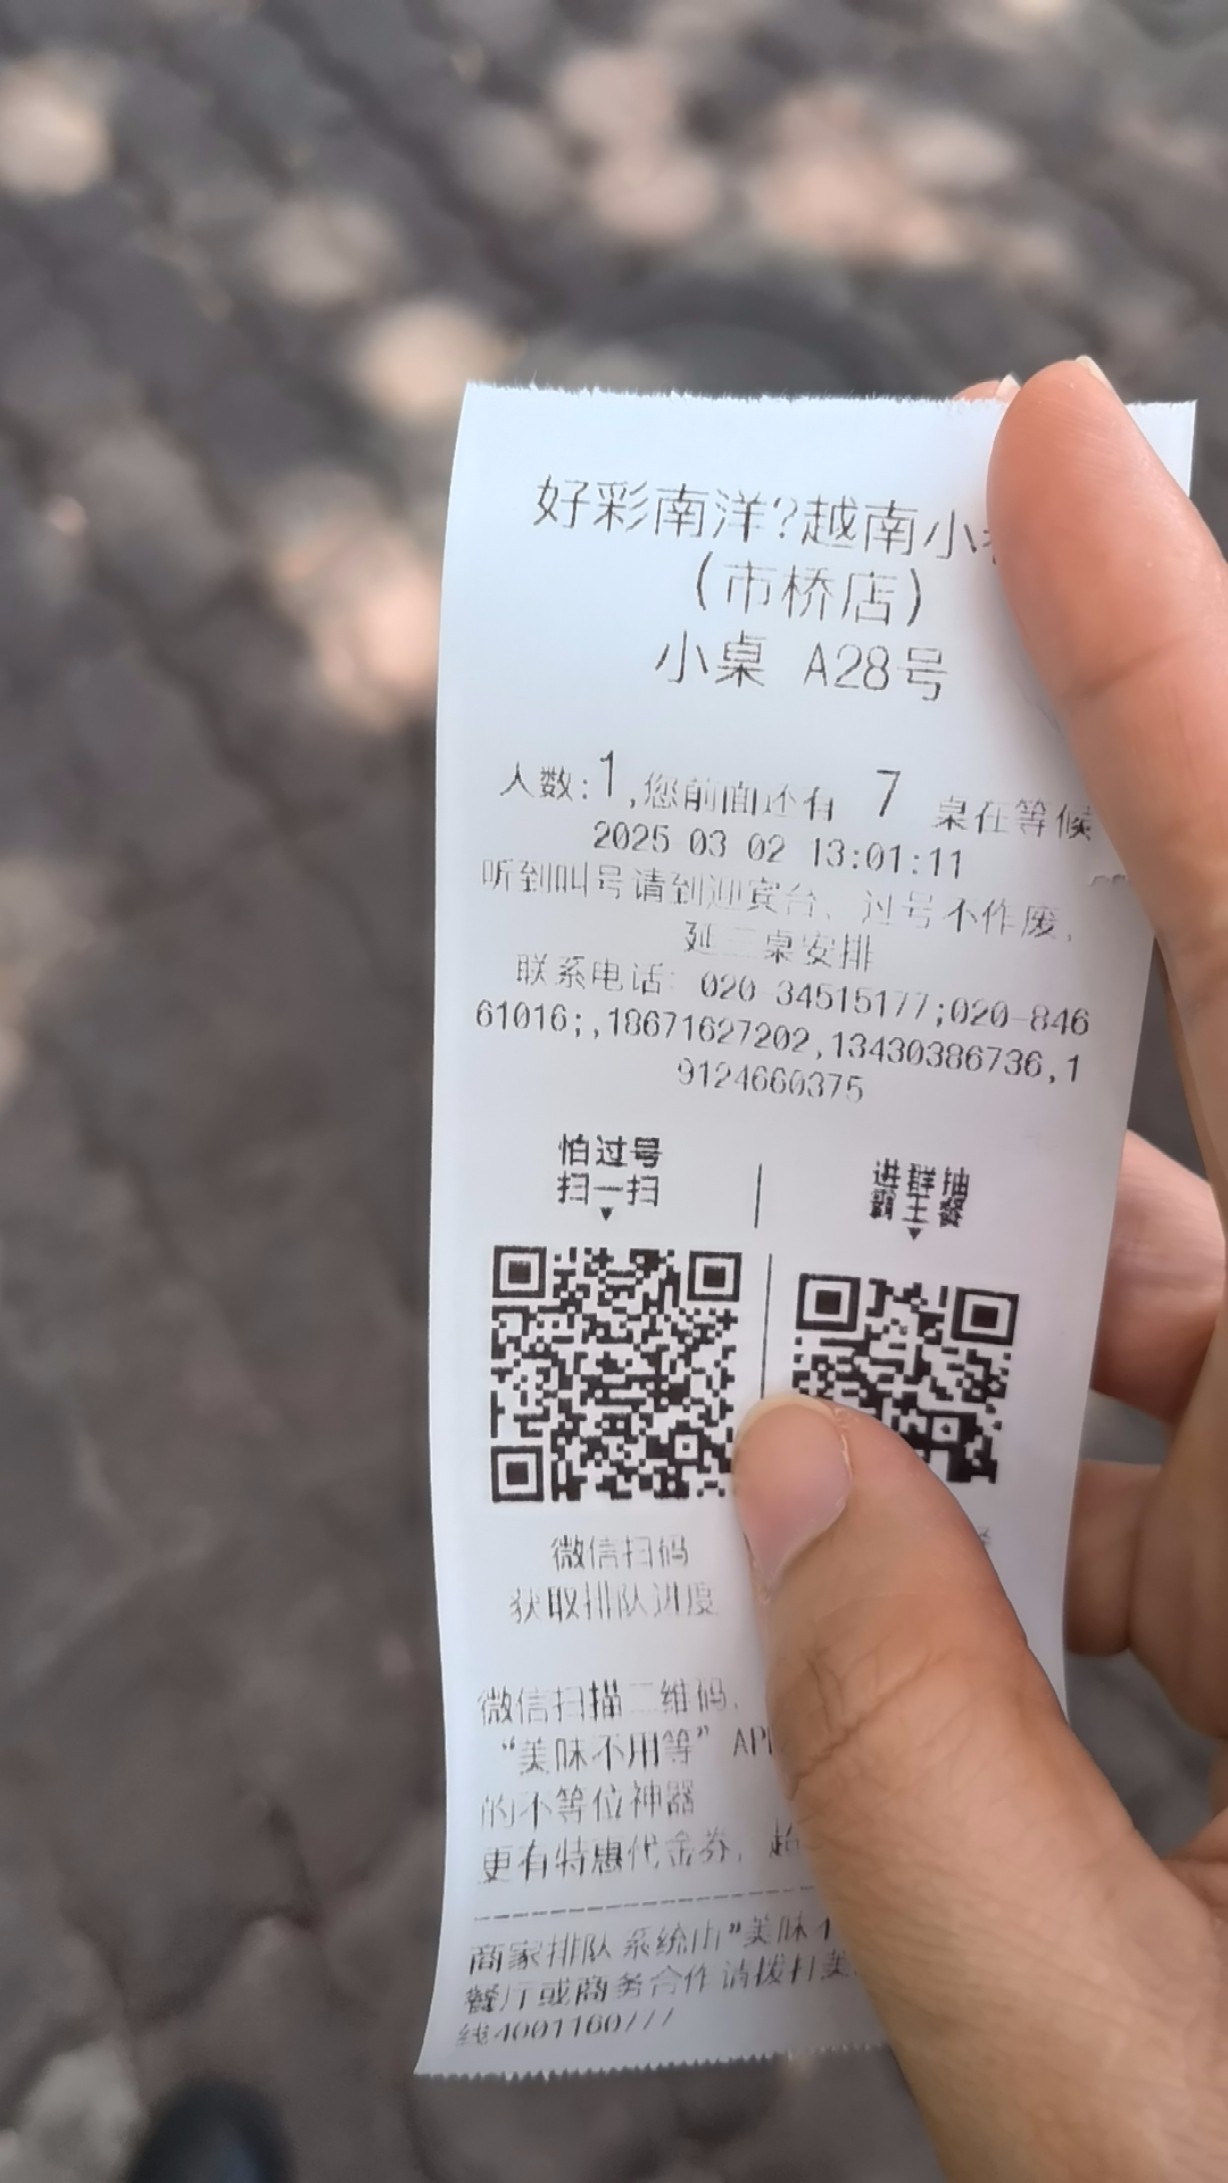 好彩南洋?越南小
(市桥店)
小桌 A28号
人数:1,您前面还有 7 桌在等候
2025 03 02 13:01:11
听到叫号请到迎宾台, 过号不作废,
延三桌安排
联系电话: 020-34515177;020-846
61016;,18671627202,13430386736,1
9124660375
怕过号
扫一扫
进群抽
霸王餐
微信扫码
获取排队进度
微信扫描二维码,
“美味不用等” AP
的不等位神器
更有特惠代金券,
商家排队系统由”美味
餐厅或商务合作请拨打美
线4001160777